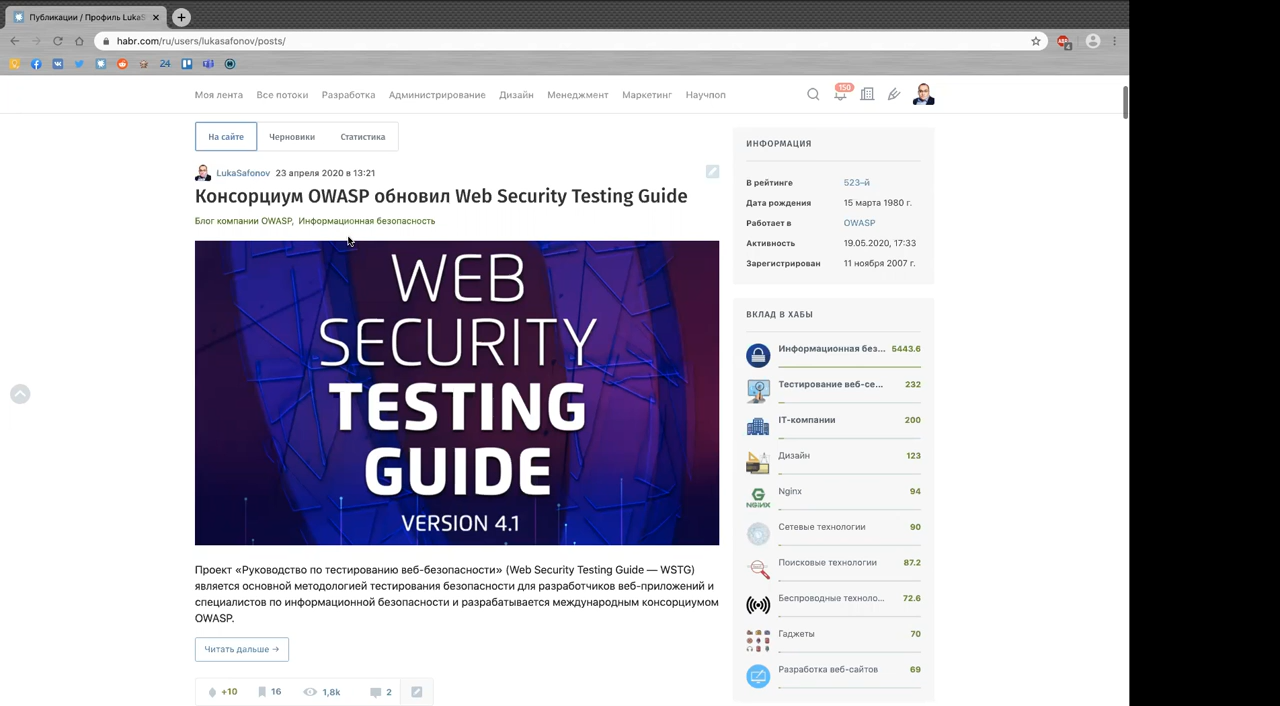 Публикации / Профиль Luka
habr.com/ru/users/lukasafonov/posts/
24
4
Моя лента Все потоки Разработка Администрирование Дизайн Менеджмент Маркетинг Научпоп
150
На сайте Черновики Статистика
LukaSafonov 23 апреля 2020 в 13:21
Консорциум OWASP обновил Web Security Testing Guide
Блог компании OWASP, Информационная безопасность
WEB
SECURITY
TESTING
GUIDE
VERSION 4.1
Проект «Руководство по тестированию веб-безопасности» (Web Security Testing Guide — WSTG)
является основной методологией тестирования безопасности для разработчиков веб-приложений и
специалистов по информационной безопасности и разрабатывается международным консорциумом
OWASP.
Читать дальше →
+10 16 1,8k 2
ИНФОРМАЦИЯ
В рейтинге 523-й
Дата рождения 15 марта 1980 г.
Работает в OWASP
Активность 19.05.2020, 17:33
Зарегистрирован 11 ноября 2007 г.
ВКЛАД В ХАБЫ
Информационная без... 5443.6
Тестирование веб-се... 232
IT-компании 200
Дизайн 123
NGINX
Nginx 94
Сетевые технологии 90
Поисковые технологии 87.2
Беспроводные техноло... 72.6
Гаджеты 70
Разработка веб-сайтов 69